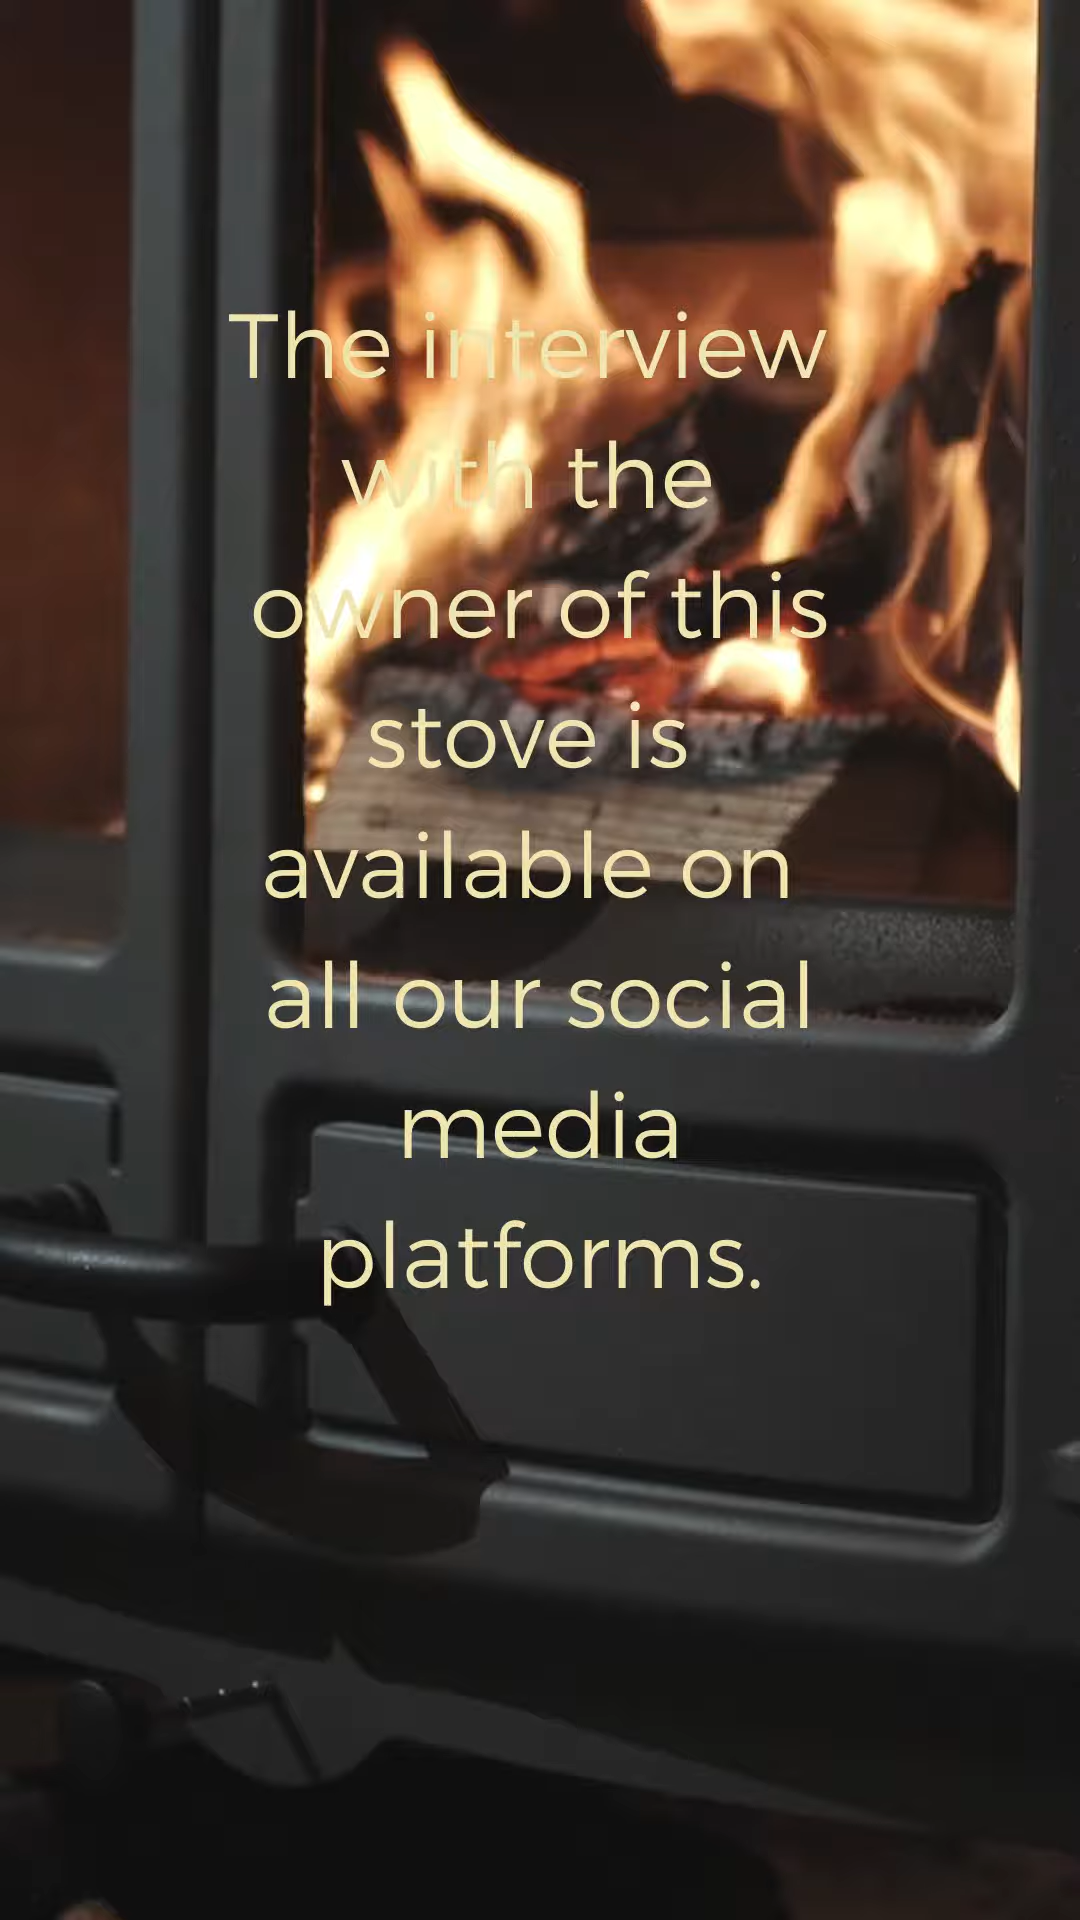 The interview
with the
owner of this
stove is
available on
all our social
media
platforms.